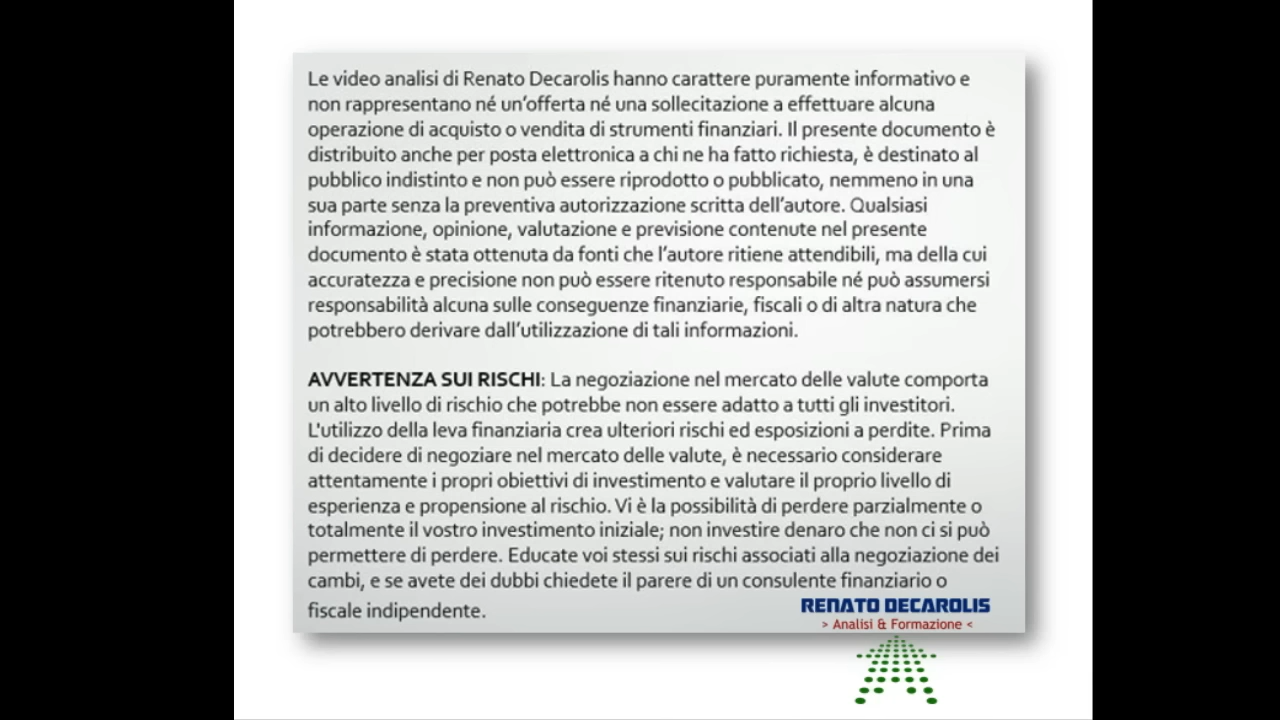 Le video analisi di Renato Decarolis hanno carattere puramente informativo e
non rappresentano né un’offerta né una sollecitazione a effettuare alcuna
operazione di acquisto o vendita di strumenti finanziari. Il presente documento è
distribuito anche per posta elettronica a chi ne ha fatto richiesta, è destinato al
pubblico indistinto e non può essere riprodotto o pubblicato, nemmeno in una
sua parte senza la preventiva autorizzazione scritta dell’autore. Qualsiasi
informazione, opinione, valutazione e previsione contenute nel presente
documento è stata ottenuta da fonti che l’autore ritiene attendibili, ma della cui
accuratezza e precisione non può essere ritenuto responsabile né può assumersi
responsabilità alcuna sulle conseguenze finanziarie, fiscali o di altra natura che
potrebbero derivare dall’utilizzazione di tali informazioni.
AVVERTENZA SUI RISCHI: La negoziazione nel mercato delle valute comporta
un alto livello di rischio che potrebbe non essere adatto a tutti gli investitori.
L'utilizzo della leva finanziaria crea ulteriori rischi ed esposizioni a perdite. Prima
di decidere di negoziare nel mercato delle valute, è necessario considerare
attentamente i propri obiettivi di investimento e valutare il proprio livello di
esperienza e propensione al rischio. Vi è la possibilità di perdere parzialmente o
totalmente il vostro investimento iniziale; non investire denaro che non ci si può
permettere di perdere. Educate voi stessi sui rischi associati alla negoziazione dei
cambi, e se avete dei dubbi chiedete il parere di un consulente finanziario o
fiscale indipendente.
RENATO DECAROLIS
> Analisi & Formazione <